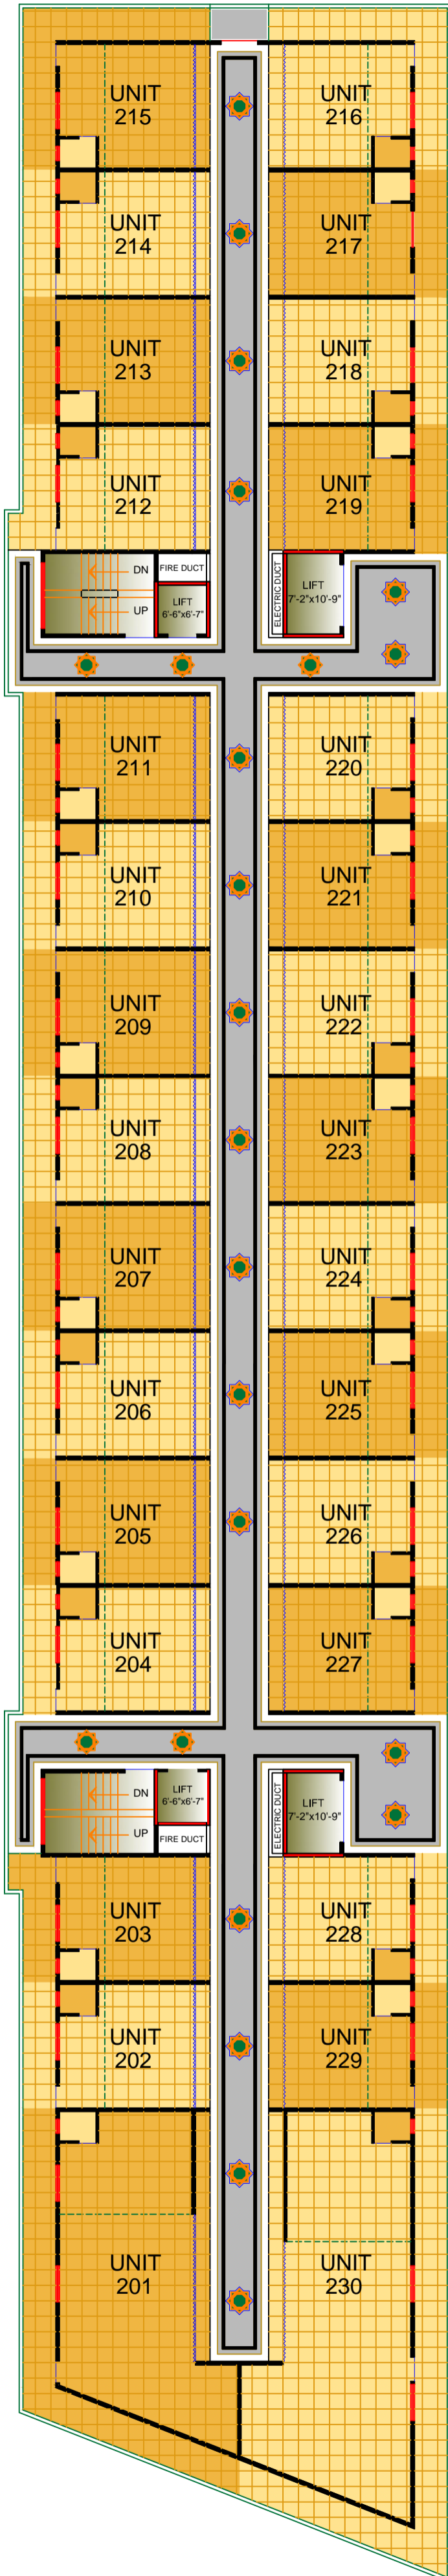 UNIT
215
UNIT
216
UNIT
214
UNIT
217
UNIT
213
UNIT
218
UNIT
212
UNIT
219
DN
UP
FIRE DUCT
LIFT
6'-6"x6'-7"
ELECTRIC DUCT
LIFT
7'-2"x10'-9"
UNIT
211
UNIT
220
UNIT
210
UNIT
221
UNIT
209
UNIT
222
UNIT
208
UNIT
223
UNIT
207
UNIT
224
UNIT
206
UNIT
225
UNIT
205
UNIT
226
UNIT
204
UNIT
227
DN
UP
LIFT
6'-6"x6'-7"
FIRE DUCT
ELECTRIC DUCT
LIFT
7'-2"x10'-9"
UNIT
203
UNIT
228
UNIT
202
UNIT
229
UNIT
201
UNIT
230